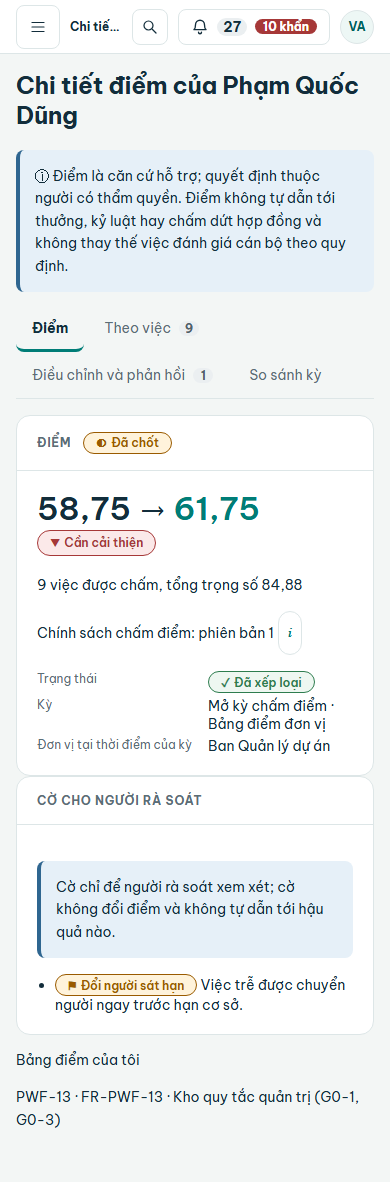 Chi tiế...
27
10 khẩn
VA
Chi tiết điểm của Phạm Quốc
Dũng
Điểm là căn cứ hỗ trợ; quyết định thuộc
người có thẩm quyền. Điểm không tự dẫn tới
thưởng, kỷ luật hay chấm dứt hợp đồng và
không thay thế việc đánh giá cán bộ theo quy
định.
Điểm
Theo việc 9
Điều chỉnh và phản hồi 1
So sánh kỳ
ĐIỂM
Đã chốt
58,75 → 61,75
▼ Cần cải thiện
9 việc được chấm, tổng trọng số 84,88
Chính sách chấm điểm: phiên bản 1 i
Trạng thái
✓ Đã xếp loại
Kỳ
Mở kỳ chấm điểm ·
Bảng điểm đơn vị
Đơn vị tại thời điểm của kỳ
Ban Quản lý dự án
CỜ CHO NGƯỜI RÀ SOÁT
Cờ chỉ để người rà soát xem xét; cờ
không đổi điểm và không tự dẫn tới hậu
quả nào.
• Đổi người sát hạn Việc trễ được chuyển
người ngay trước hạn cơ sở.
Bảng điểm của tôi
PWF-13 · FR-PWF-13 · Kho quy tắc quản trị (G0-1,
G0-3)